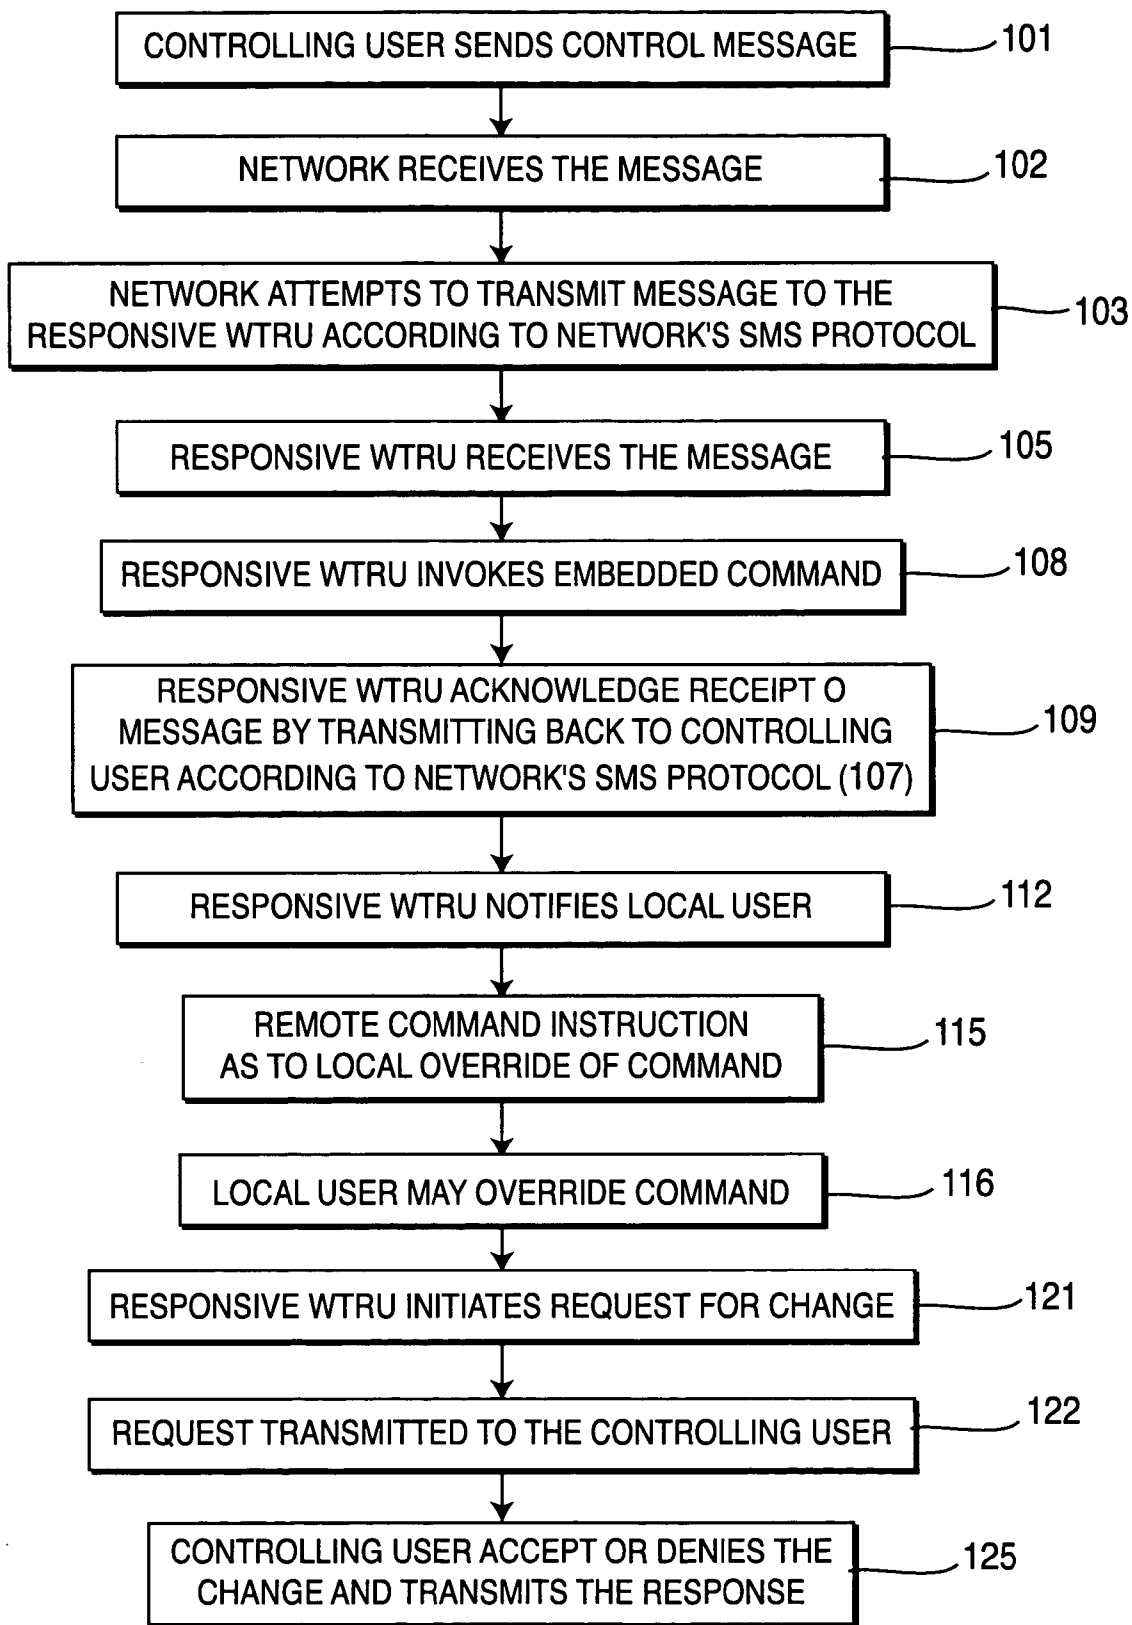 CONTROLLING USER SENDS CONTROL MESSAGE
101
NETWORK RECEIVES THE MESSAGE
102
NETWORK ATTEMPTS TO TRANSMIT MESSAGE TO THE
RESPONSIVE WTRU ACCORDING TO NETWORK'S SMS PROTOCOL
103
RESPONSIVE WTRU RECEIVES THE MESSAGE
105
RESPONSIVE WTRU INVOKES EMBEDDED COMMAND
108
RESPONSIVE WTRU ACKNOWLEDGE RECEIPT O
MESSAGE BY TRANSMITTING BACK TO CONTROLLING
USER ACCORDING TO NETWORK'S SMS PROTOCOL (107)
109
RESPONSIVE WTRU NOTIFIES LOCAL USER
112
REMOTE COMMAND INSTRUCTION
AS TO LOCAL OVERRIDE OF COMMAND
115
LOCAL USER MAY OVERRIDE COMMAND
116
RESPONSIVE WTRU INITIATES REQUEST FOR CHANGE
121
REQUEST TRANSMITTED TO THE CONTROLLING USER
122
CONTROLLING USER ACCEPT OR DENIES THE
CHANGE AND TRANSMITS THE RESPONSE
125